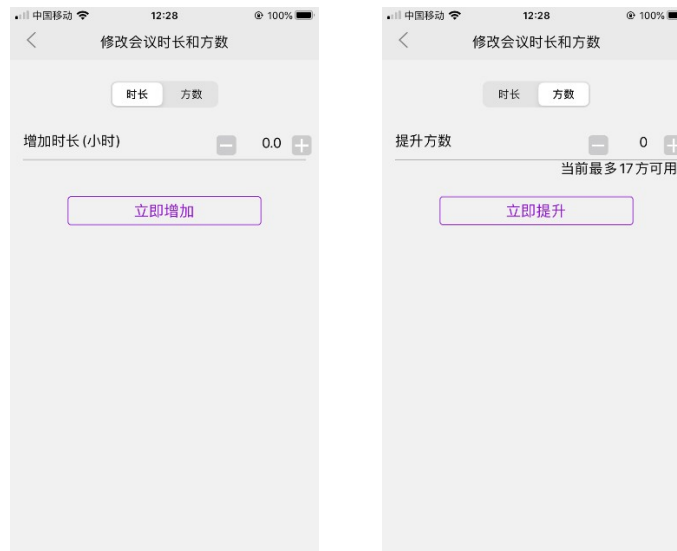 中国移动 12:28 100%
修改会议时长和方数
时长 方数
增加时长(小时) 0.0
立即增加
中国移动 12:28 100%
修改会议时长和方数
时长 方数
提升方数 0
当前最多17方可用
立即提升